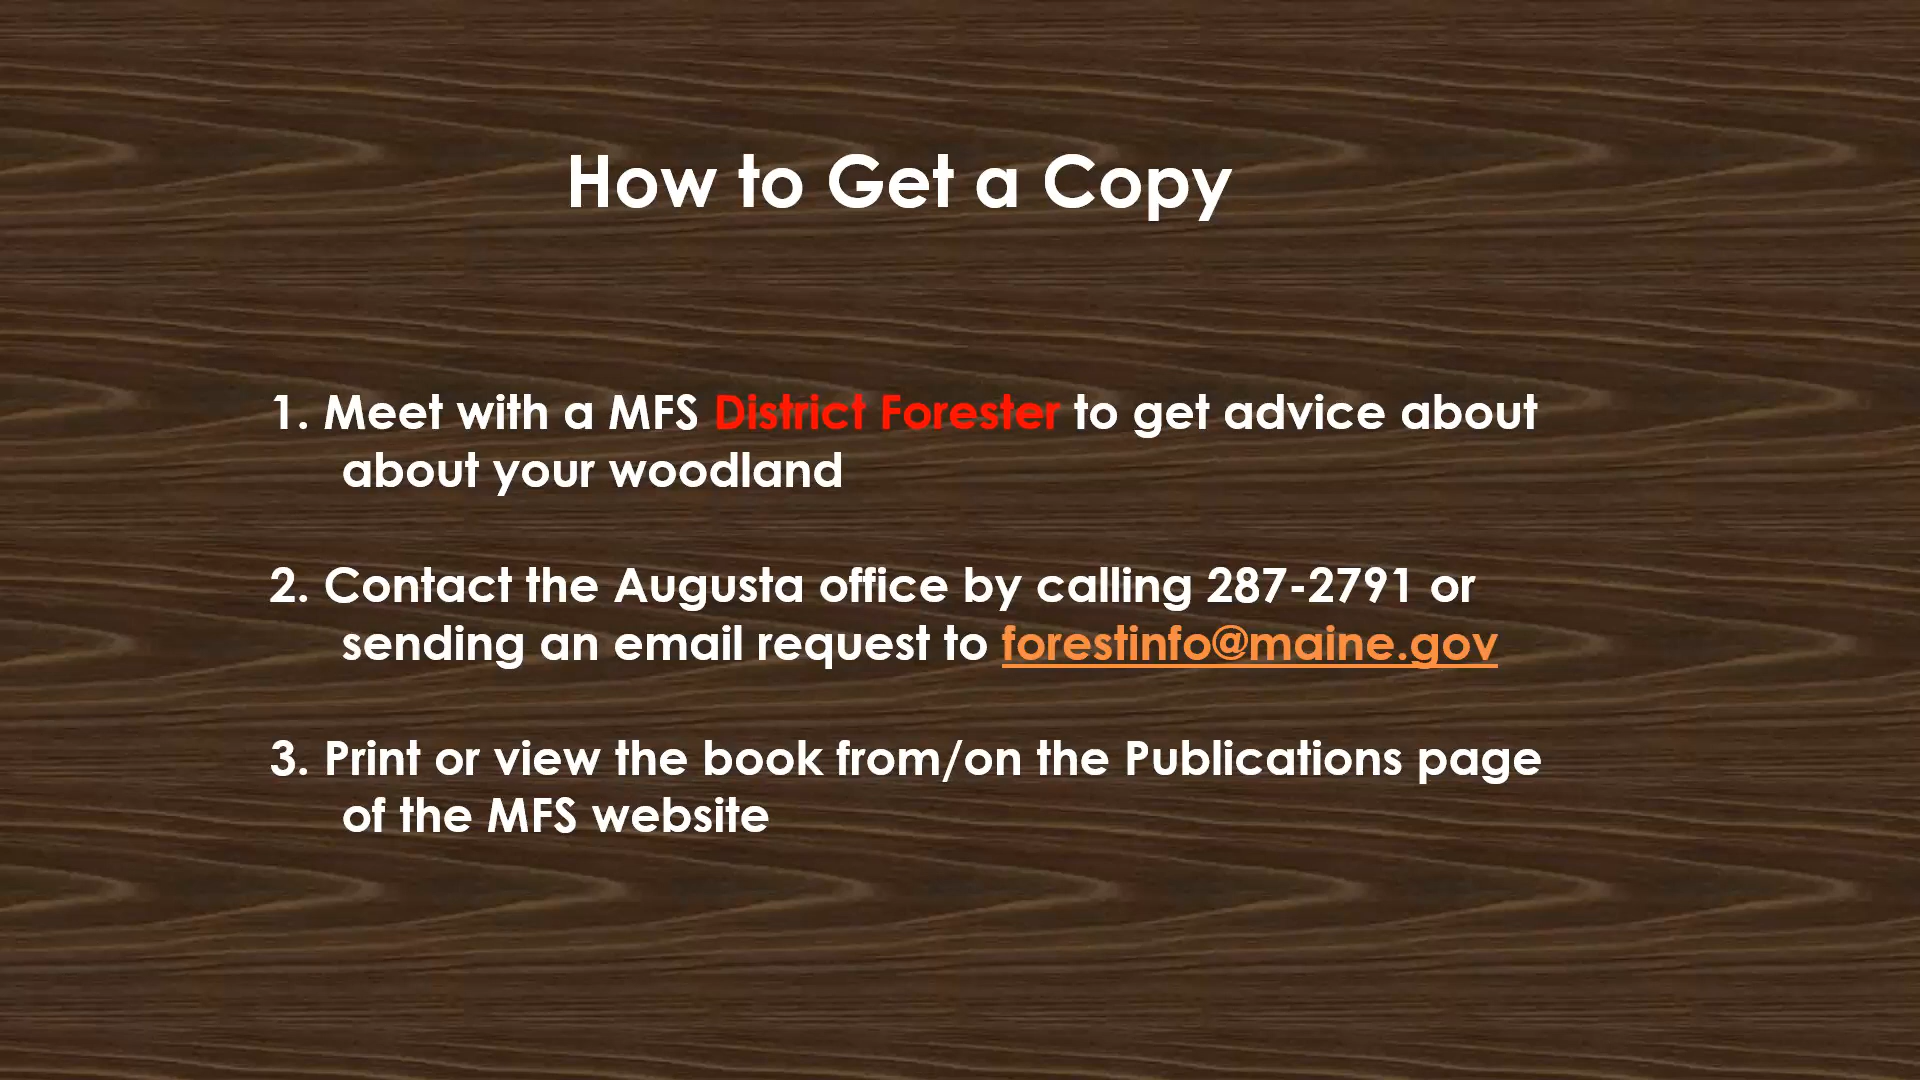 How to Get a Copy
1. Meet with a MFS District Forester to get advice about
about your woodland
2. Contact the Augusta office by calling 287-2791 or
sending an email request to forestinfo@maine.gov
3. Print or view the book from/on the Publications page
of the MFS website